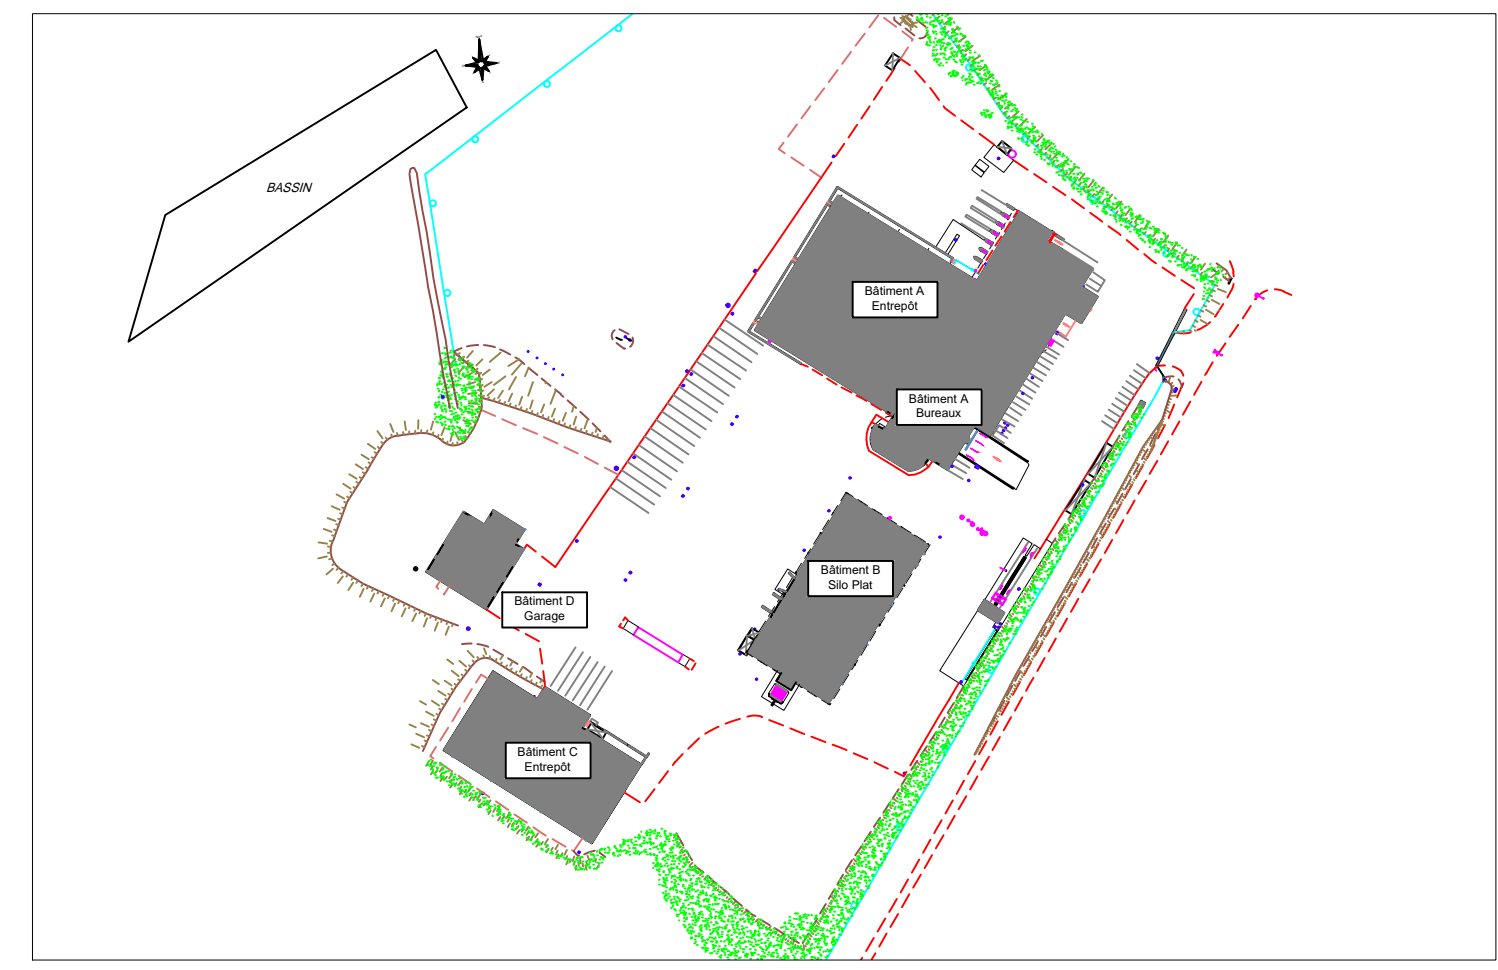 BASSIN
Bâtiment A
Entrepôt
Bâtiment A
Bureaux
Bâtiment B
Silo Plat
Bâtiment D
Garage
Bâtiment C
Entrepôt